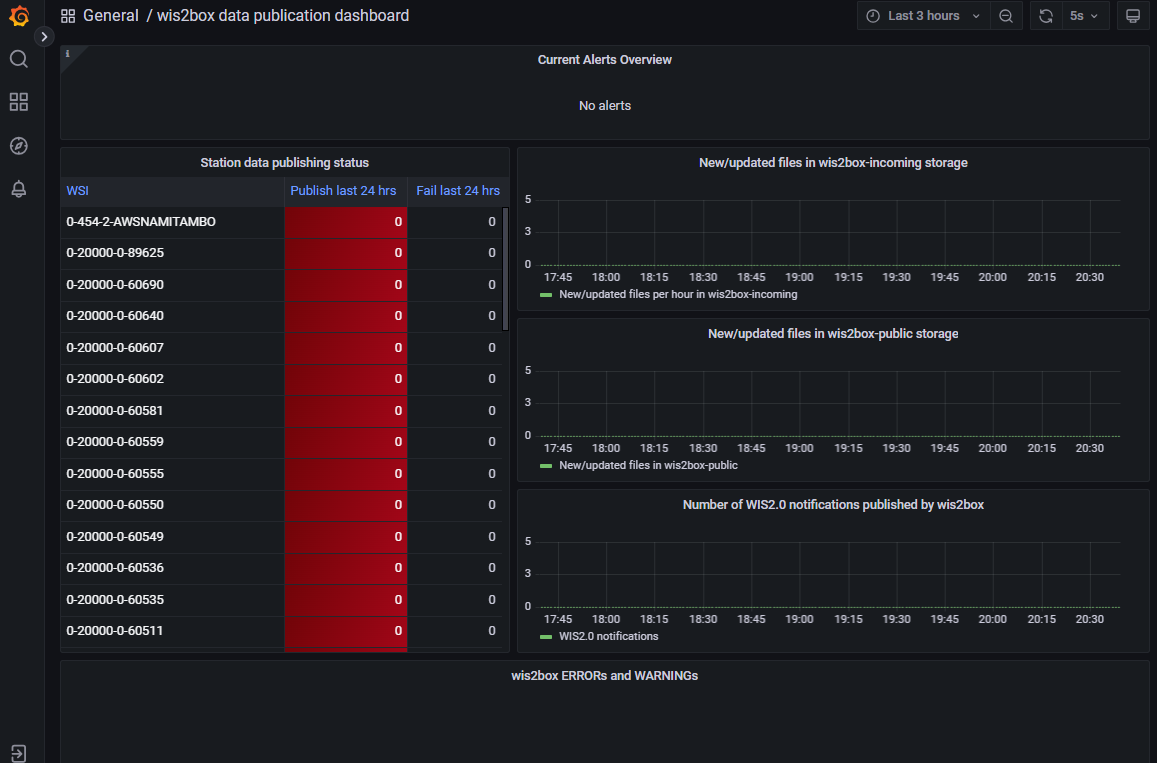 General / wis2box data publication dashboard
Last 3 hours
5s
i
Current Alerts Overview
No alerts
Station data publishing status
WSI Publish last 24 hrs Fail last 24 hrs
0-454-2-AWSNAMITAMBO 0 0
0-20000-0-89625 0 0
0-20000-0-60690 0 0
0-20000-0-60640 0 0
0-20000-0-60607 0 0
0-20000-0-60602 0 0
0-20000-0-60581 0 0
0-20000-0-60559 0 0
0-20000-0-60555 0 0
0-20000-0-60550 0 0
0-20000-0-60549 0 0
0-20000-0-60536 0 0
0-20000-0-60535 0 0
0-20000-0-60511 0 0
New/updated files in wis2box-incoming storage
5
3
0
17:45 18:00 18:15 18:30 18:45 19:00 19:15 19:30 19:45 20:00 20:15 20:30
New/updated files per hour in wis2box-incoming
New/updated files in wis2box-public storage
5
3
0
17:45 18:00 18:15 18:30 18:45 19:00 19:15 19:30 19:45 20:00 20:15 20:30
New/updated files in wis2box-public
Number of WIS2.0 notifications published by wis2box
5
3
0
17:45 18:00 18:15 18:30 18:45 19:00 19:15 19:30 19:45 20:00 20:15 20:30
WIS2.0 notifications
wis2box ERRORs and WARNINGs